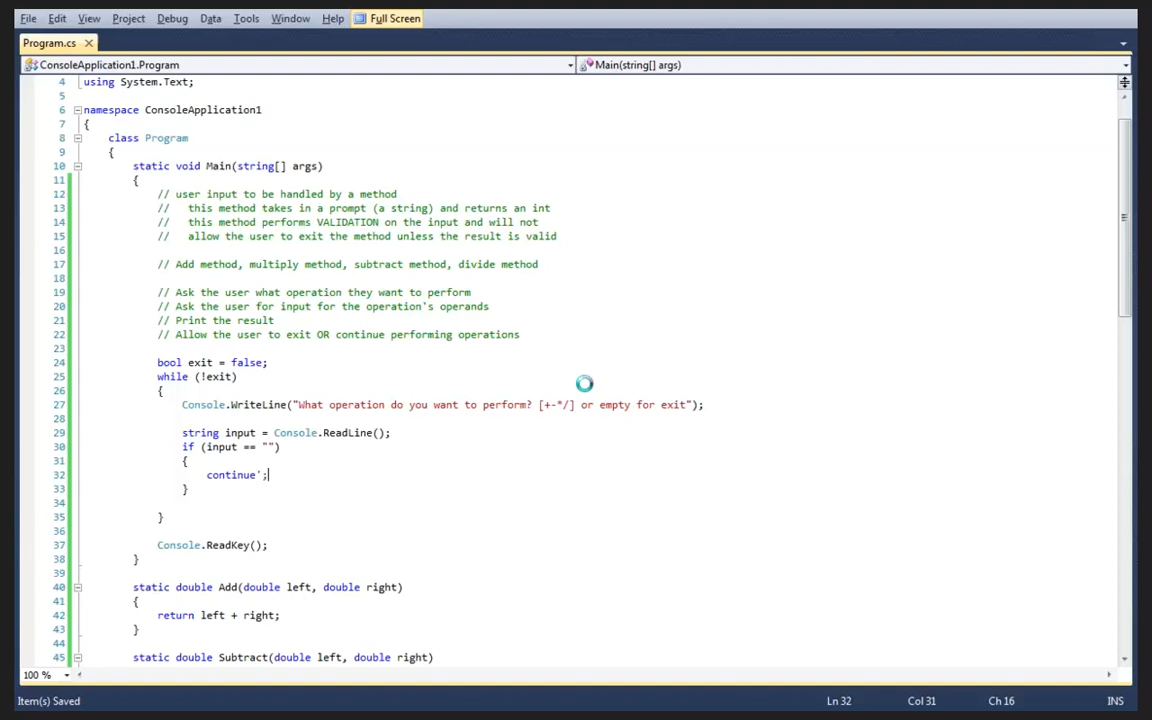 File Edit View Project Debug Data Tools Window Help Full Screen
Program.cs
ConsoleApplication1.Program Main(string[] args)
4 using System.Text;
5
6 namespace ConsoleApplication1
7 {
8 class Program
9 {
10 static void Main(string[] args)
11 {
12 // user input to be handled by a method
13 // this method takes in a prompt (a string) and returns an int
14 // this method performs VALIDATION on the input and will not
15 // allow the user to exit the method unless the result is valid
16
17 // Add method, multiply method, subtract method, divide method
18
19 // Ask the user what operation they want to perform
20 // Ask the user for input for the operation's operands
21 // Print the result
22 // Allow the user to exit OR continue performing operations
23
24 bool exit = false;
25 while (!exit)
26 {
27 Console.WriteLine("What operation do you want to perform? [+-*/] or empty for exit");
28
29 string input = Console.ReadLine();
30 if (input == "")
31 {
32 continue';
33 }
34
35 }
36
37 Console.ReadKey();
38 }
39
40 static double Add(double left, double right)
41 {
42 return left + right;
43 }
44
45 static double Subtract(double left, double right)
100 %
Item(s) Saved Ln 32 Col 31 Ch 16 INS